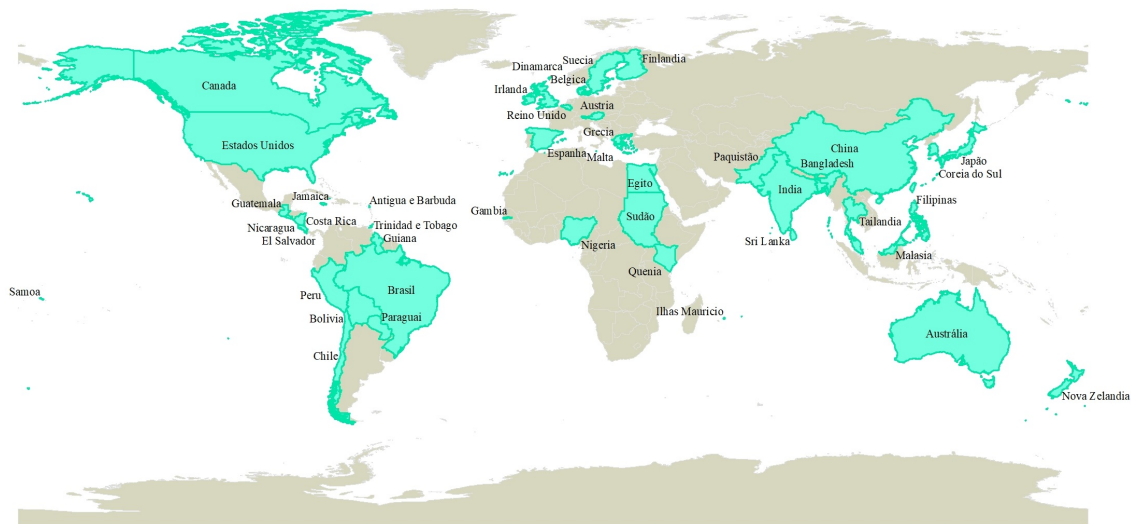 Canada
Estados Unidos
Jamaica
Guatemala
Antigua e Barbuda
Costa Rica
Trinidad e Tobago
Nicaragua
El Salvador
Guiana
Samoa
Peru
Brasil
Bolivia
Paraguai
Chile
Suecia
Finlandia
Dinamarca
Belgica
Irlanda
Austria
Reino Unido
Grecia
Espanha
Malta
Egito
Gambia
Sudão
Nigeria
Quenia
Ilhas Mauricio
China
Paquistão
Bangladesh
Japão
Coreia do Sul
India
Filipinas
Tailandia
Sri Lanka
Malasia
Austrália
Nova Zelandia